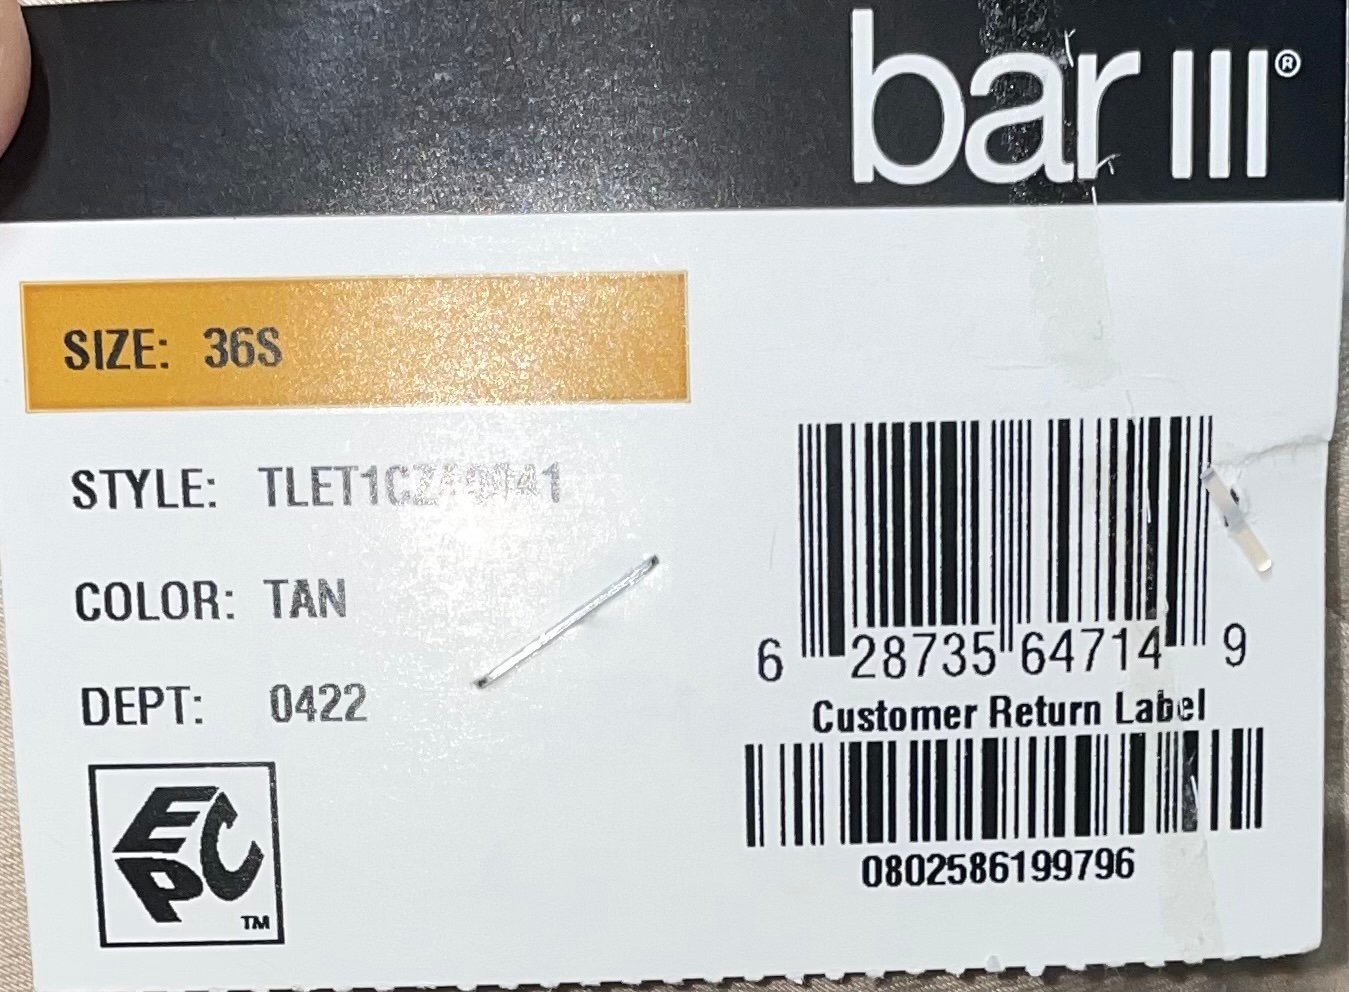 bar III®
SIZE: 36S
STYLE:
COLOR: TAN
DEPT: 0422
EPC
TM
6 28735 64714 9
Customer Return Label
0802586199796